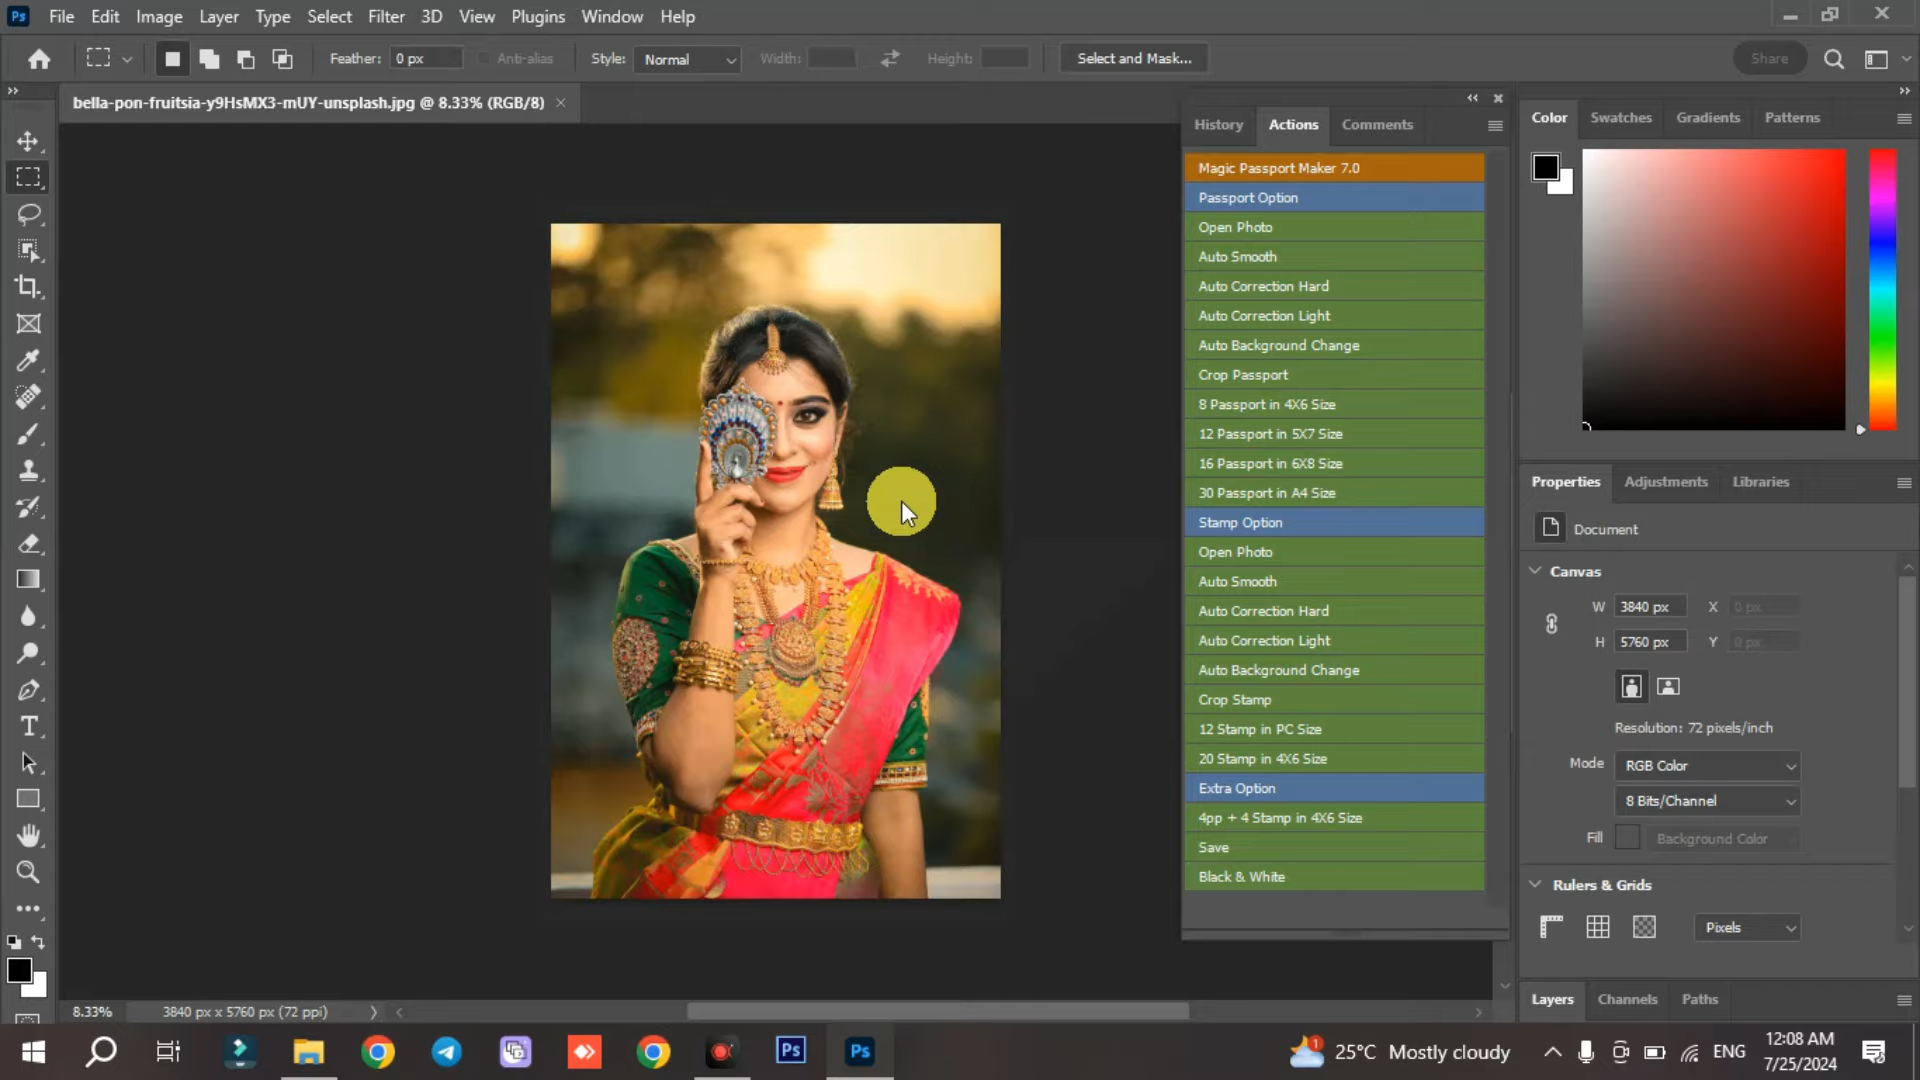 Ps File Edit Image Layer Type Select Filter 3D View Plugins Window Help
Feather: 0 px Anti-alias Style: Normal Width: Height: Select and Mask... Share
bella-pon-fruitsia-y9HsMX3-mUY-unsplash.jpg @ 8.33% (RGB/8)
History Actions Comments
Magic Passport Maker 7.0
Passport Option
Open Photo
Auto Smooth
Auto Correction Hard
Auto Correction Light
Auto Background Change
Crop Passport
8 Passport in 4X6 Size
12 Passport in 5X7 Size
16 Passport in 6X8 Size
30 Passport in A4 Size
Stamp Option
Open Photo
Auto Smooth
Auto Correction Hard
Auto Correction Light
Auto Background Change
Crop Stamp
12 Stamp in PC Size
20 Stamp in 4X6 Size
Extra Option
4pp + 4 Stamp in 4X6 Size
Save
Black & White
Color Swatches Gradients Patterns
Properties Adjustments Libraries
Document
Canvas
W 3840 px X 0 px
H 5760 px Y 0 px
Resolution: 72 pixels/inch
Mode RGB Color
8 Bits/Channel
Fill Background Color
Rulers & Grids
Pixels
Layers Channels Paths
8.33% 3840 px x 5760 px (72 ppi)
Ps Ps 1 25°C Mostly cloudy ENG
12:08 AM
7/25/2024